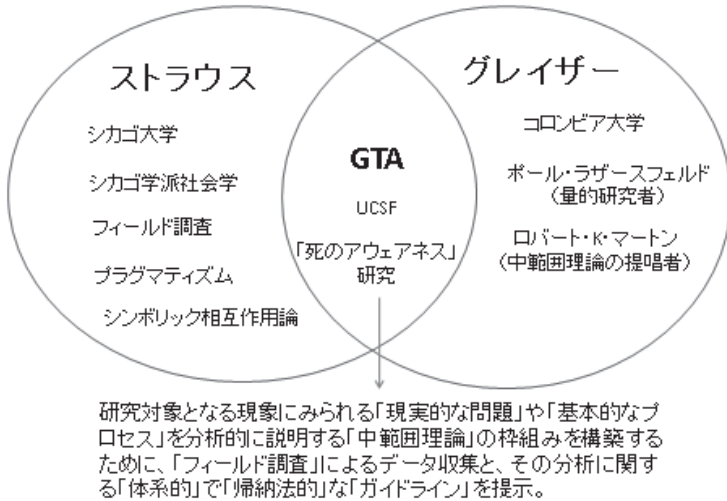 ストラウス
シカゴ大学
シカゴ学派社会学
フィールド調査
プラグマティズム
シンボリック相互作用論
GTA
UCSF
「死のアウェアネス」
研究
グレイザー
コロンビア大学
ポール・ラザースフェルド
（量的研究者）
ロバート・K・マートン
（中範囲理論の提唱者）
研究対象となる現象にみられる「現実的な問題」や「基本的なプ
ロセス」を分析的に説明する「中範囲理論」の枠組みを構築する
ために、「フィールド調査」によるデータ収集と、その分析に関す
る「体系的」で「帰納法的」な「ガイドライン」を提示。